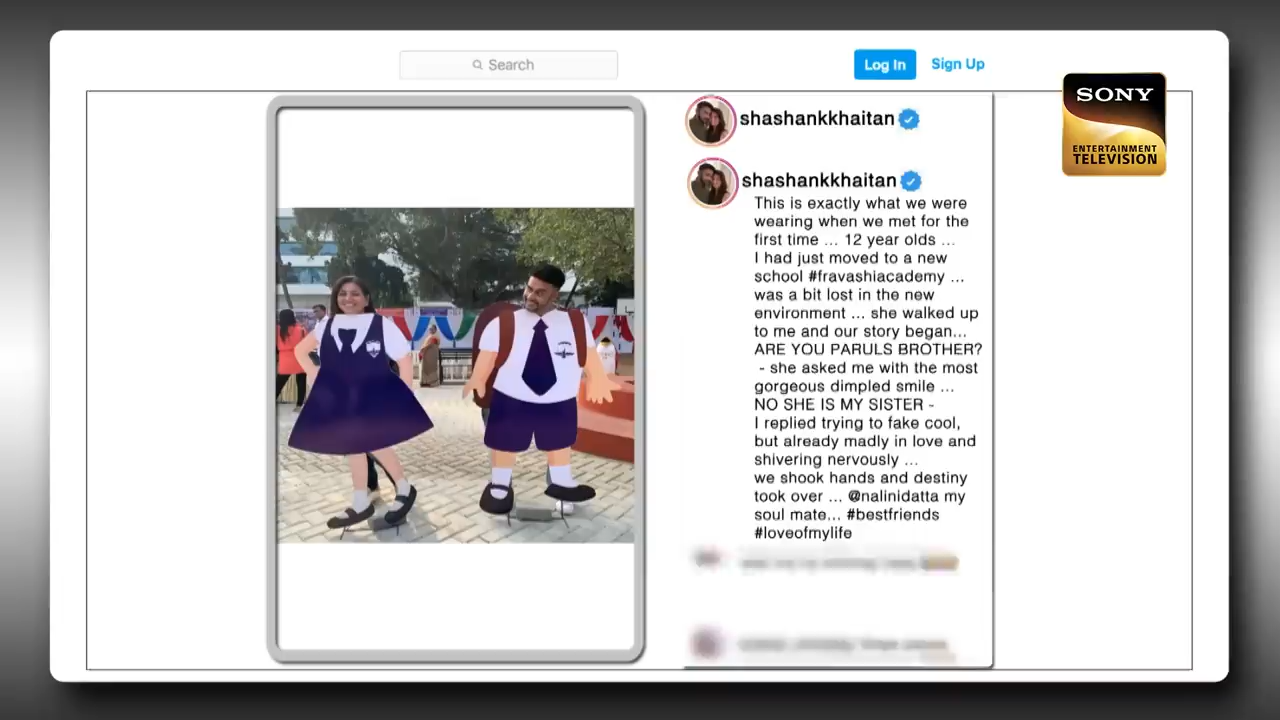 Search
Log In
Sign Up
SONY
ENTERTAINMENT
TELEVISION
shashankkhaitan
shashankkhaitan
This is exactly what we were
wearing when we met for the
first time ... 12 year olds ...
I had just moved to a new
school #fravashiacademy ...
was a bit lost in the new
environment ... she walked up
to me and our story began...
ARE YOU PARULS BROTHER?
- she asked me with the most
gorgeous dimpled smile ...
NO SHE IS MY SISTER -
I replied trying to fake cool,
but already madly in love and
shivering nervously ...
we shook hands and destiny
took over ... @nalinidatta my
soul mate... #bestfriends
#loveofmylife